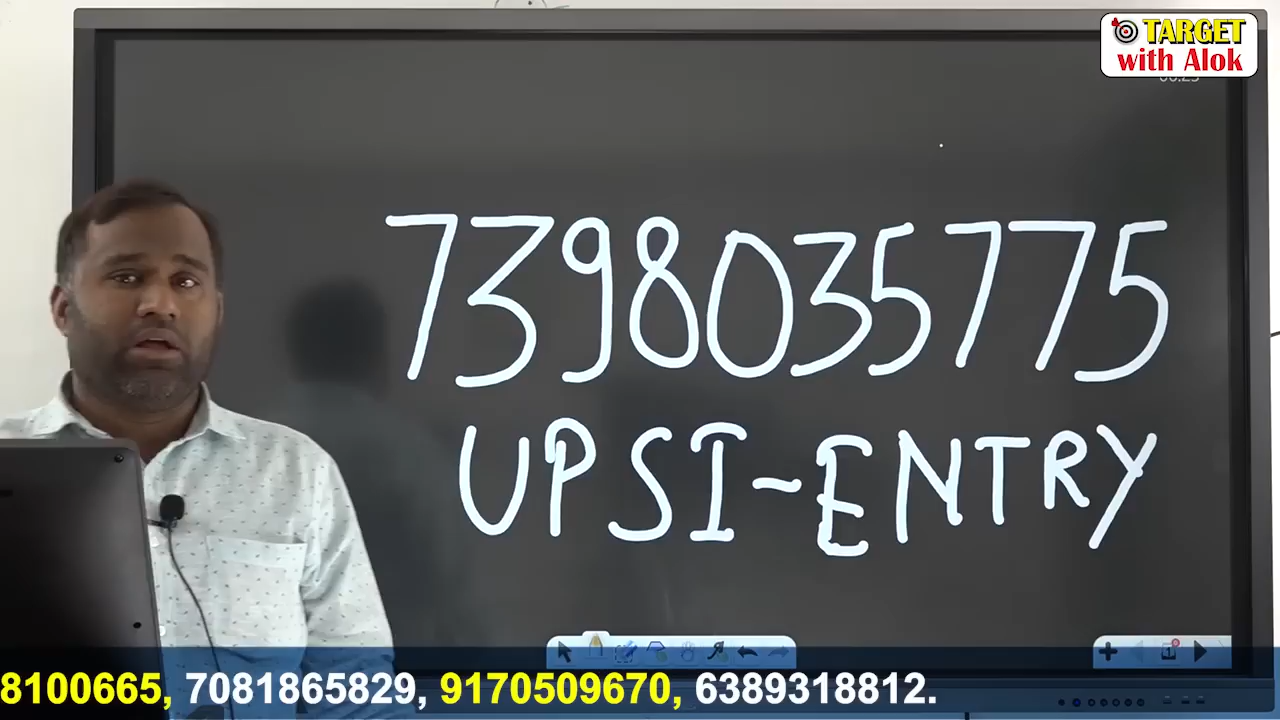 TARGET
with Alok
7398035775
UPSI-ENTRY
8100665, 7081865829, 9170509670, 6389318812.